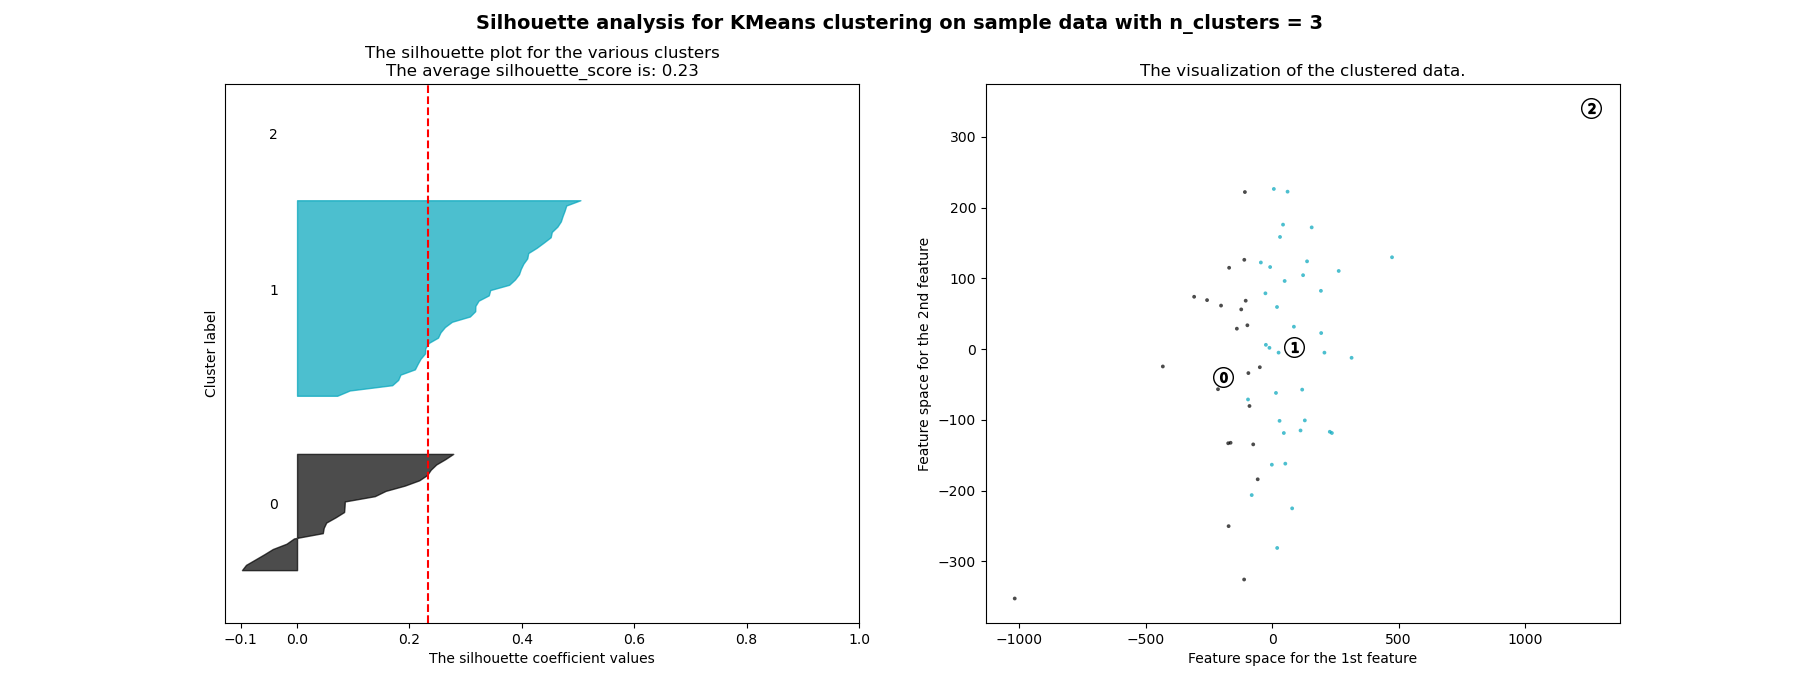 Silhouette analysis for KMeans clustering on sample data with n_clusters = 3
The silhouette plot for the various clusters
The average silhouette_score is: 0.23
2
1
0
Cluster label
−0.1 0.0 0.2 0.4 0.6 0.8 1.0
The silhouette coefficient values
The visualization of the clustered data.
300
200
100
0
−100
−200
−300
Feature space for the 2nd feature
2
1
0
−1000 −500 0 500 1000
Feature space for the 1st feature